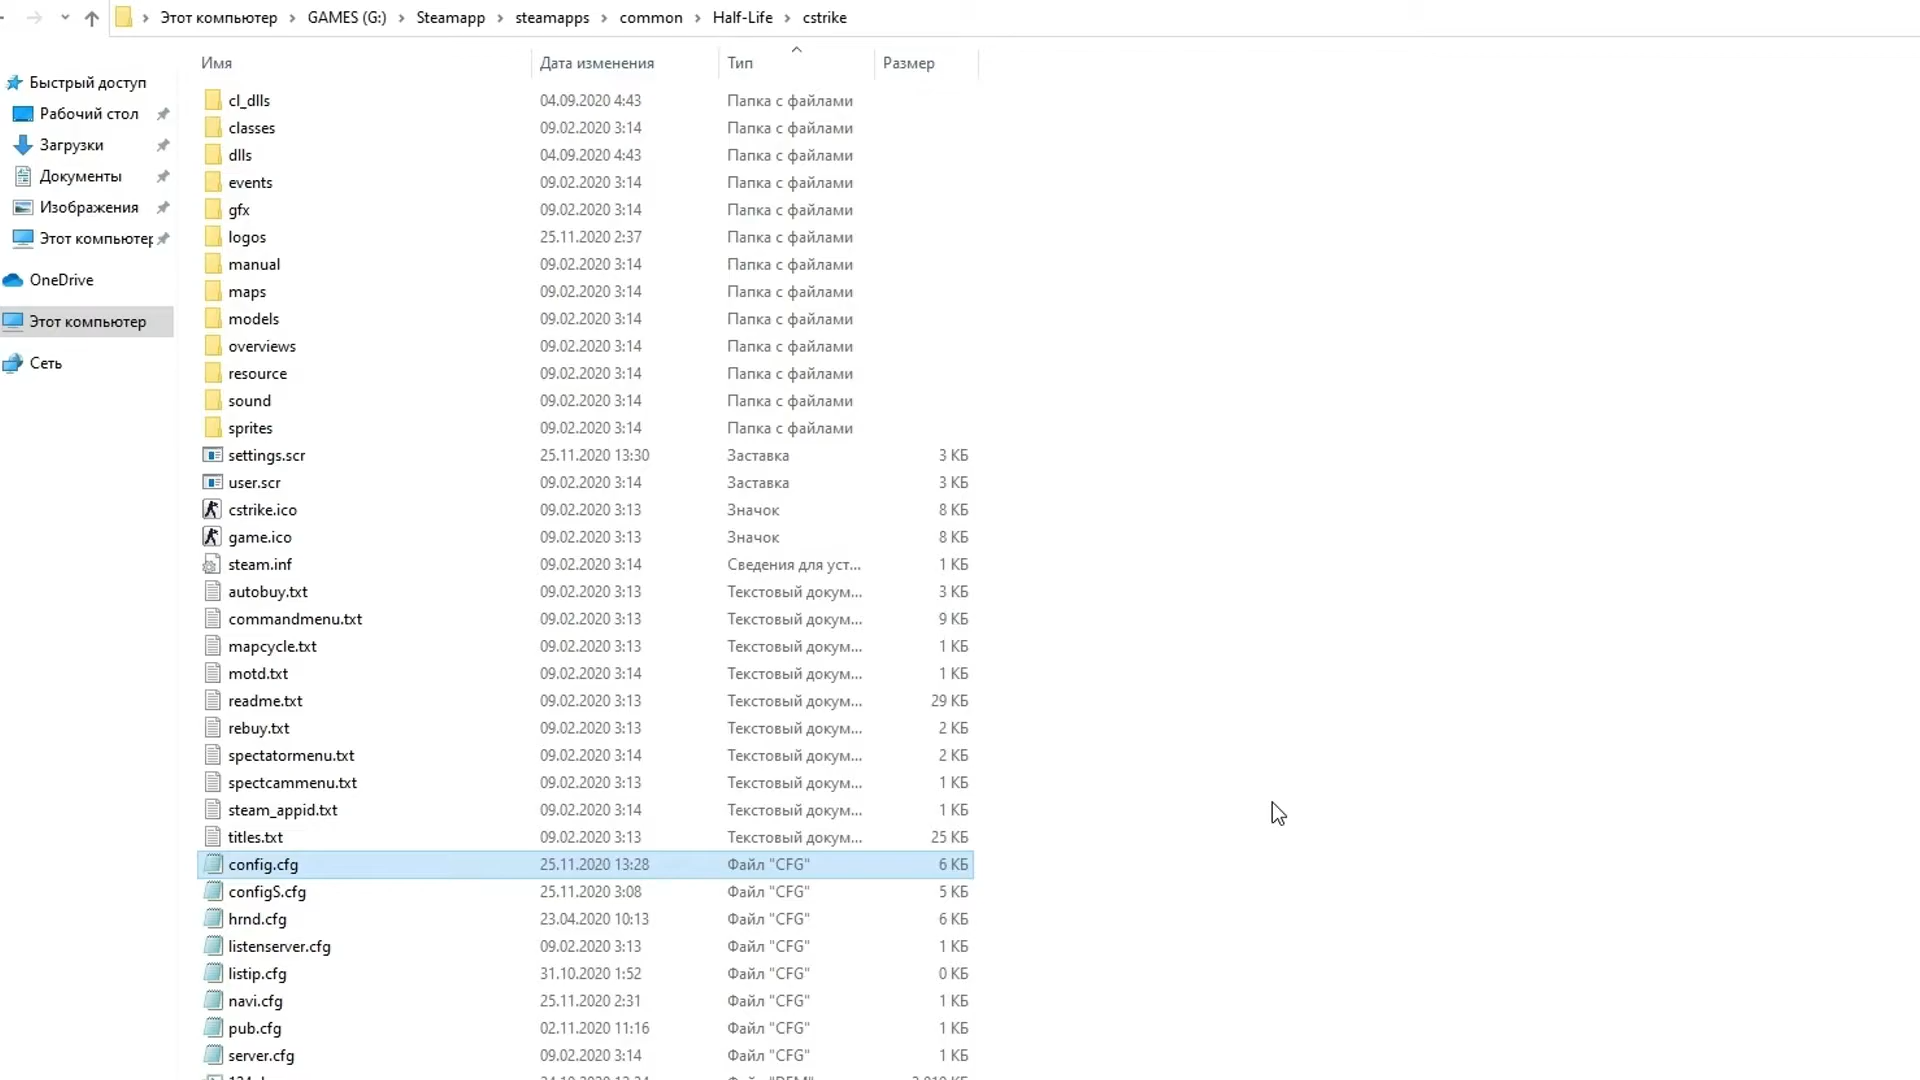 Этот компьютер > GAMES (G:) > Steamapp > steamapps > common > Half-Life > cstrike
Имя Дата изменения Тип Размер
Быстрый доступ
Рабочий стол
Загрузки
Документы
Изображения
Этот компьютер
OneDrive
Этот компьютер
Сеть
cl_dlls 04.09.2020 4:43 Папка с файлами
classes 09.02.2020 3:14 Папка с файлами
dlls 04.09.2020 4:43 Папка с файлами
events 09.02.2020 3:14 Папка с файлами
gfx 09.02.2020 3:14 Папка с файлами
logos 25.11.2020 2:37 Папка с файлами
manual 09.02.2020 3:14 Папка с файлами
maps 09.02.2020 3:14 Папка с файлами
models 09.02.2020 3:14 Папка с файлами
overviews 09.02.2020 3:14 Папка с файлами
resource 09.02.2020 3:14 Папка с файлами
sound 09.02.2020 3:14 Папка с файлами
sprites 09.02.2020 3:14 Папка с файлами
settings.scr 25.11.2020 13:30 Заставка 3 КБ
user.scr 09.02.2020 3:14 Заставка 3 КБ
cstrike.ico 09.02.2020 3:13 Значок 8 КБ
game.ico 09.02.2020 3:13 Значок 8 КБ
steam.inf 09.02.2020 3:14 Сведения для уст... 1 КБ
autobuy.txt 09.02.2020 3:13 Текстовый докум... 3 КБ
commandmenu.txt 09.02.2020 3:13 Текстовый докум... 9 КБ
mapcycle.txt 09.02.2020 3:13 Текстовый докум... 1 КБ
motd.txt 09.02.2020 3:14 Текстовый докум... 1 КБ
readme.txt 09.02.2020 3:13 Текстовый докум... 29 КБ
rebuy.txt 09.02.2020 3:13 Текстовый докум... 2 КБ
spectatormenu.txt 09.02.2020 3:14 Текстовый докум... 2 КБ
spectcammenu.txt 09.02.2020 3:13 Текстовый докум... 1 КБ
steam_appid.txt 09.02.2020 3:14 Текстовый докум... 1 КБ
titles.txt 09.02.2020 3:13 Текстовый докум... 25 КБ
config.cfg 25.11.2020 13:28 Файл "CFG" 6 КБ
configS.cfg 25.11.2020 3:08 Файл "CFG" 5 КБ
hrnd.cfg 23.04.2020 10:13 Файл "CFG" 6 КБ
listenserver.cfg 09.02.2020 3:13 Файл "CFG" 1 КБ
listip.cfg 31.10.2020 1:52 Файл "CFG" 0 КБ
navi.cfg 25.11.2020 2:31 Файл "CFG" 1 КБ
pub.cfg 02.11.2020 11:16 Файл "CFG" 1 КБ
server.cfg 09.02.2020 3:14 Файл "CFG" 1 КБ